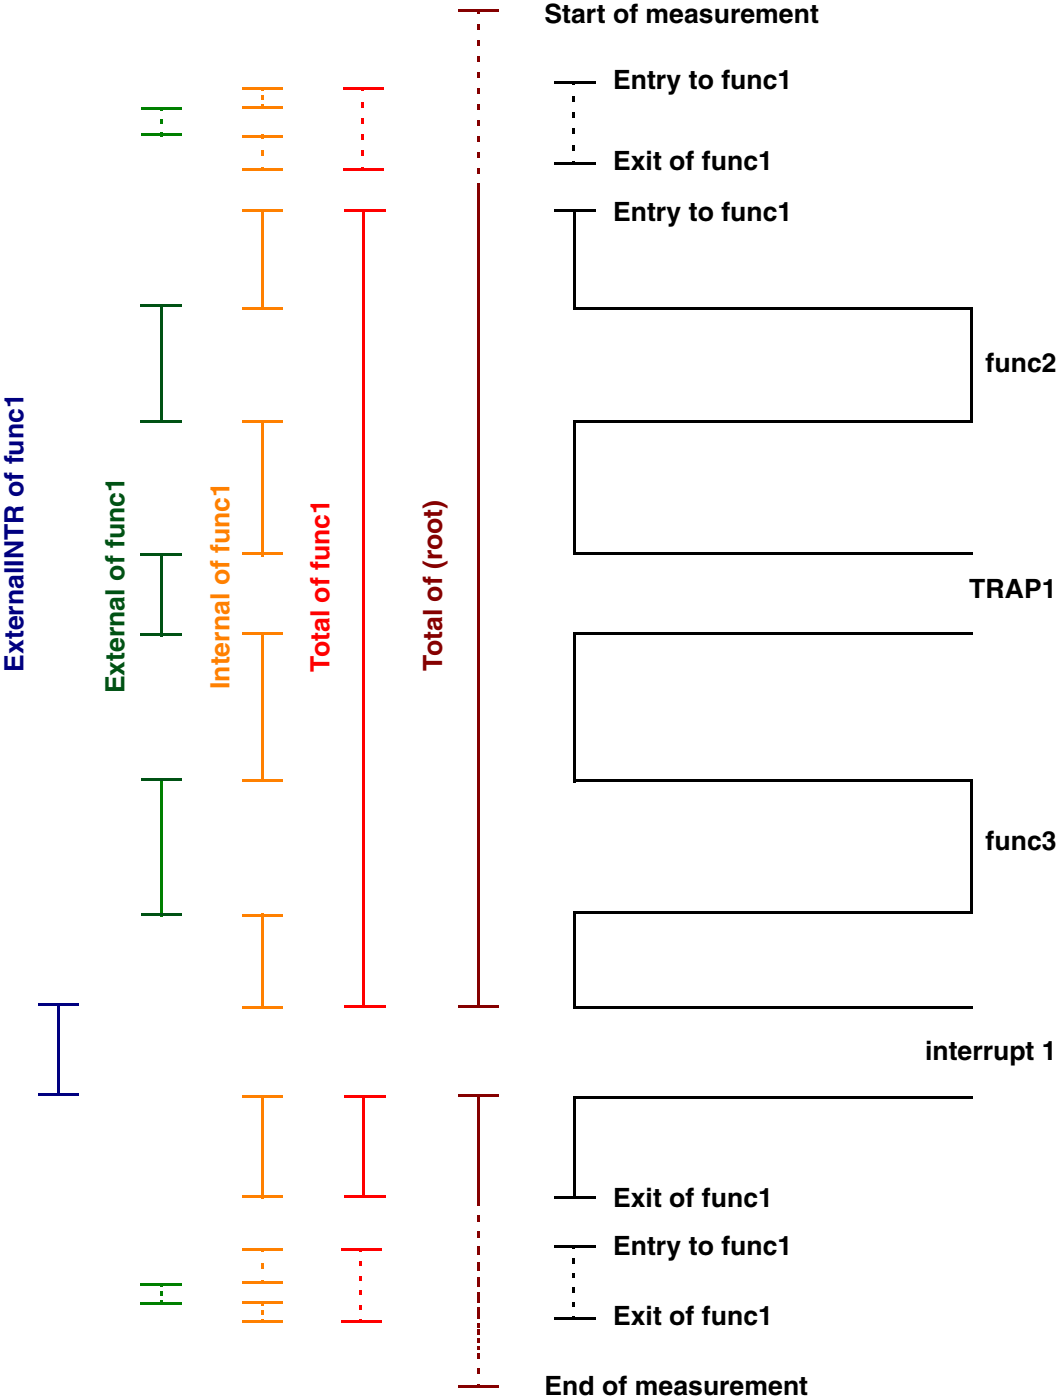 Start of measurement
Entry to func1
Exit of func1
Entry to func1
func2
ExternalINTR of func1
External of func1
Internal of func1
Total of func1
Total of (root)
TRAP1
func3
interrupt 1
Exit of func1
Entry to func1
Exit of func1
End of measurement